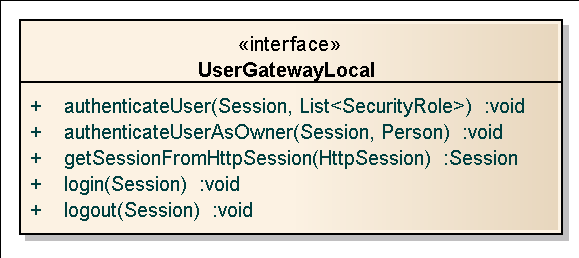 «interface»
UserGatewayLocal
+ authenticateUser(Session, List<SecurityRole>) :void
+ authenticateUserAsOwner(Session, Person) :void
+ getSessionFromHttpSession(HttpSession) :Session
+ login(Session) :void
+ logout(Session) :void